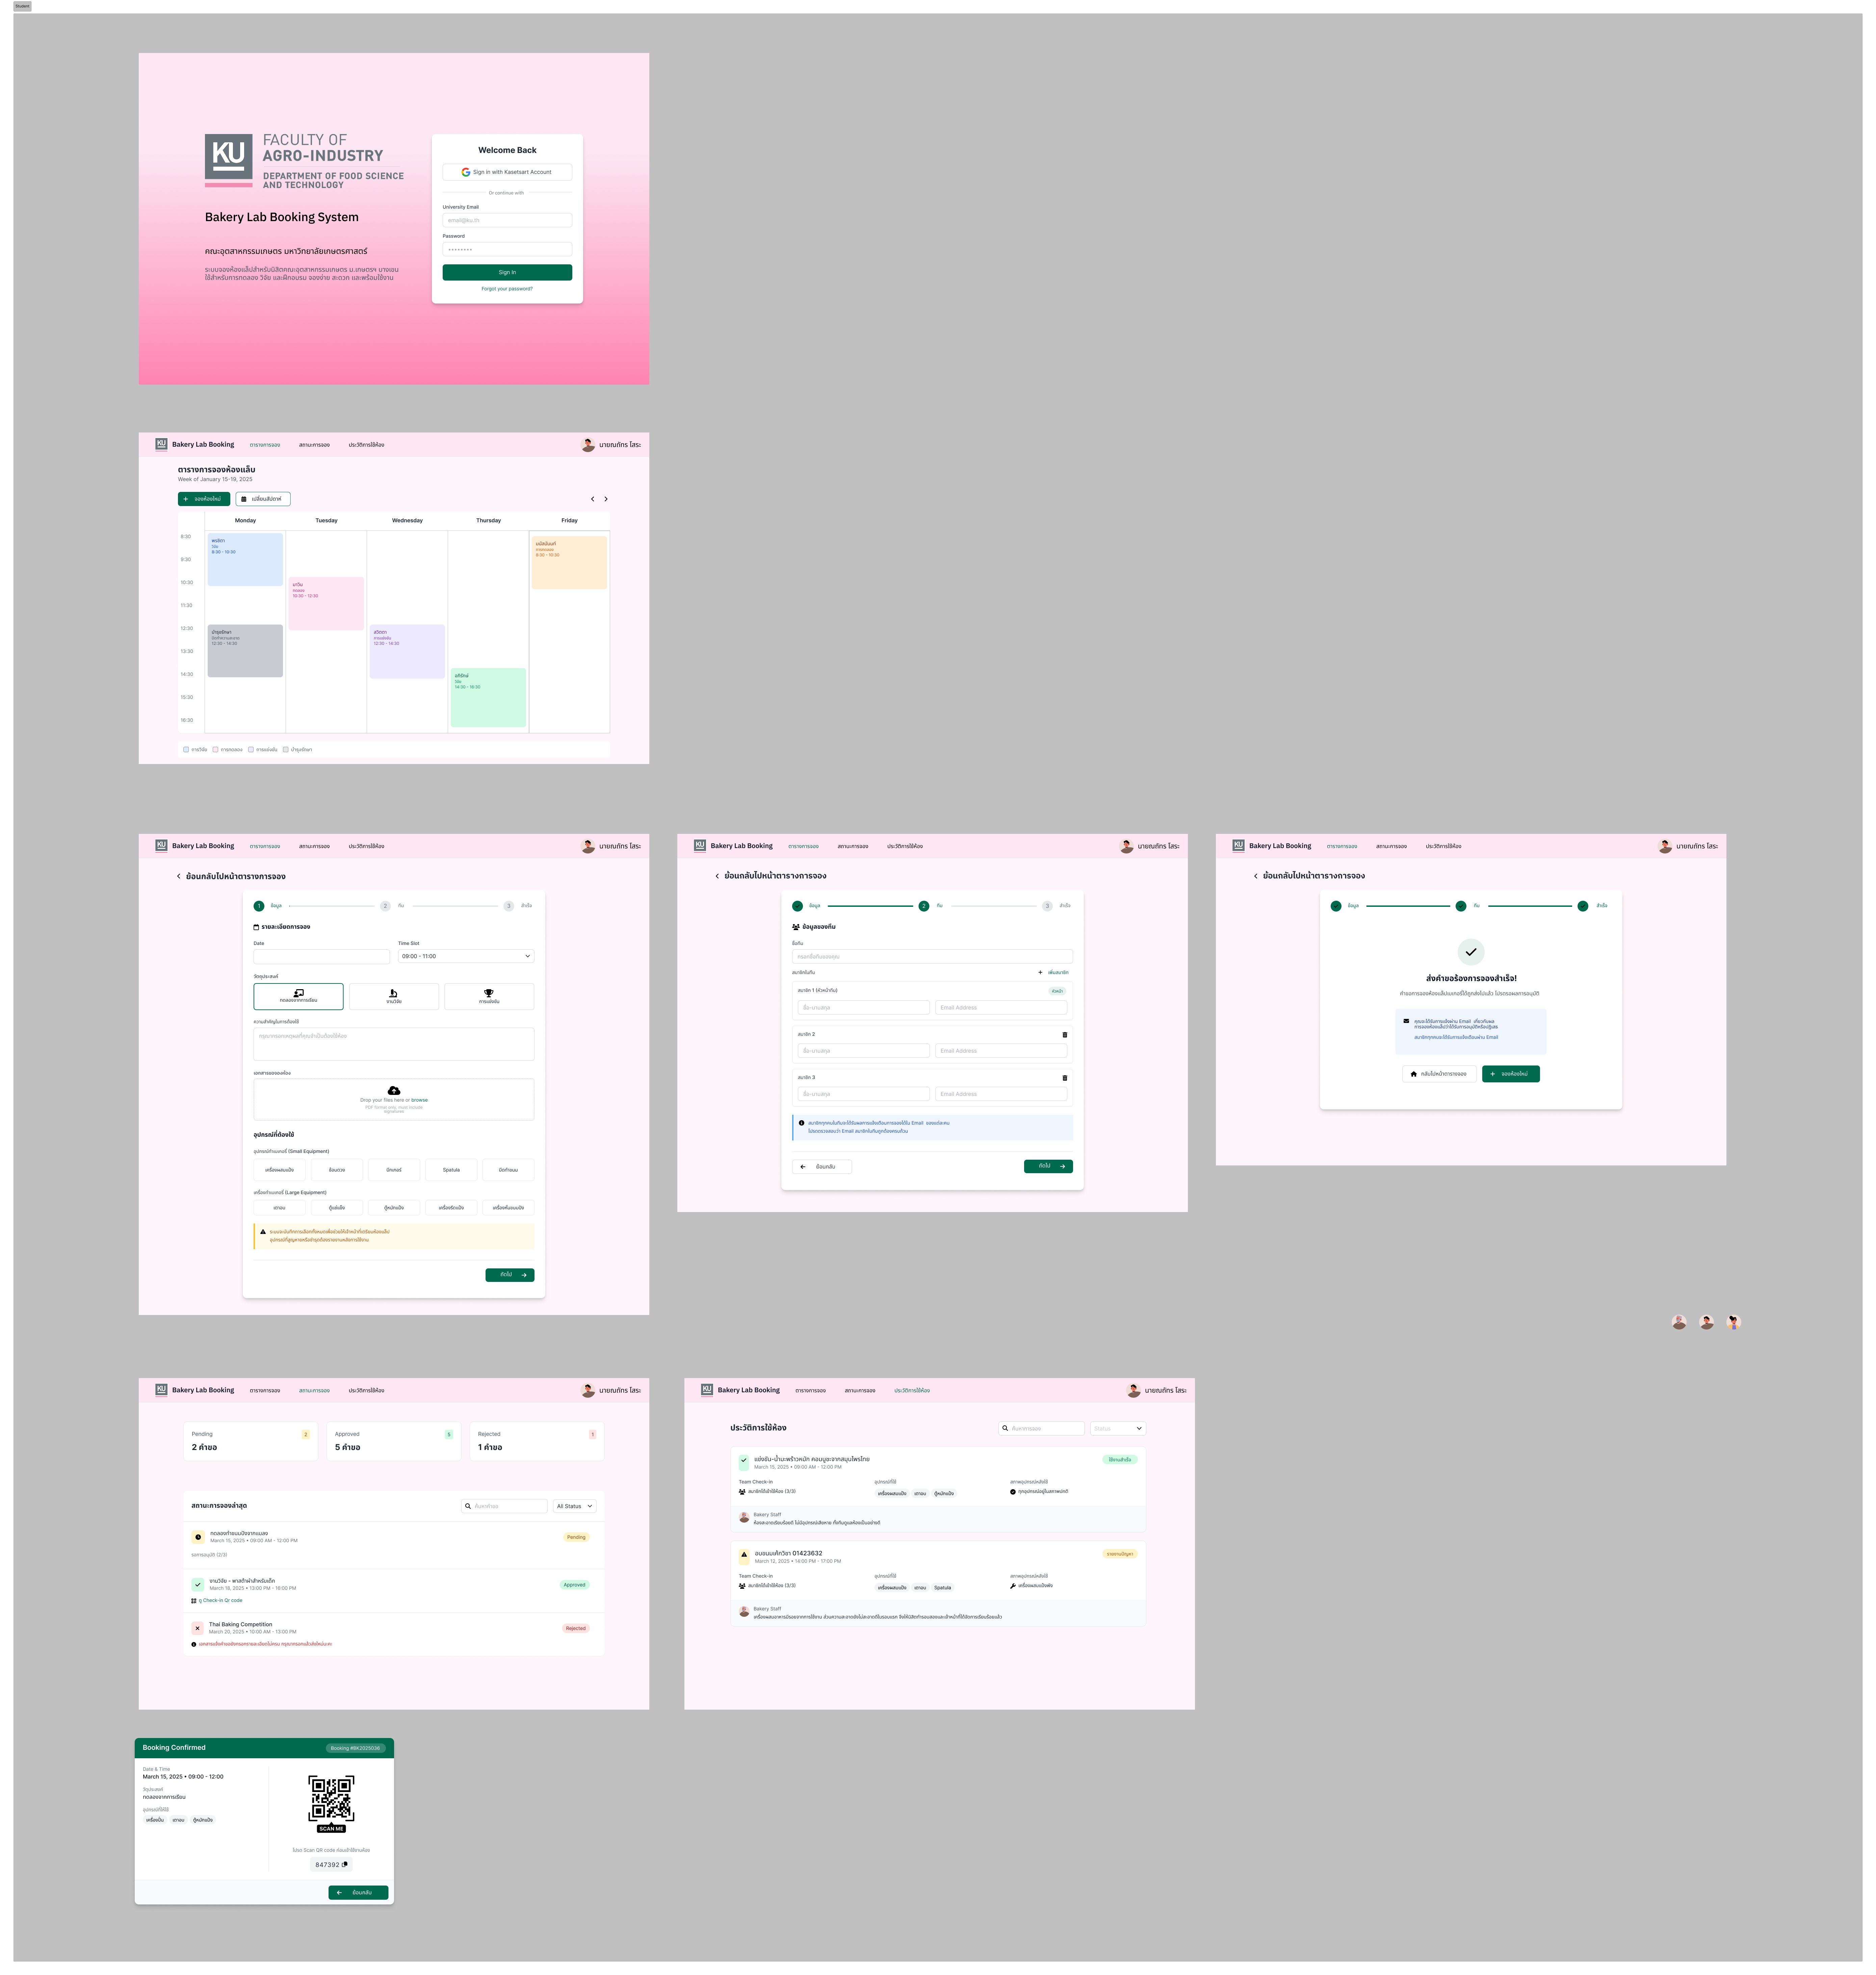 Student
KU
FACULTY OF
AGRO-INDUSTRY
DEPARTMENT OF FOOD SCIENCE
AND TECHNOLOGY
Bakery Lab Booking System
คณะอุตสาหกรรมเกษตร มหาวิทยาลัยเกษตรศาสตร์
ระบบจองห้องแล็ปสำหรับนิสิตคณะอุตสาหกรรมเกษตร ม.เกษตรฯ บางเขน
ใช้สำหรับการทดลอง วิจัย และฝึกอบรม จองง่าย สะดวก และพร้อมใช้งาน
Welcome Back
Sign in with Kasetsart Account
Or continue with
University Email
email@ku.th
Password
Sign In
Forgot your password?
KU Bakery Lab Booking ตารางการจอง สถานะการจอง ประวัติการใช้ห้อง นายณภัทร โสระ
ตารางการจองห้องแล็บ
Week of January 15-19, 2025
+ จองห้องใหม่ เปลี่ยนสัปดาห์
Monday Tuesday Wednesday Thursday Friday
8:30
9:30
10:30
11:30
12:30
13:30
14:30
15:30
16:30
พรชิตา
วิจัย
8:30 - 10:30
บำรุงรักษา
12:30 - 14:30
นาวิน
ทดลอง
10:30 - 12:30
สวิตตา
การแข่งขัน
12:30 - 14:30
อภิรักษ์
วิจัย
14:30 - 16:30
มนัสนันท์
การทดลอง
8:30 - 10:30
การวิจัย การทดลอง การแข่งขัน บำรุงรักษา
KU Bakery Lab Booking ตารางการจอง สถานะการจอง ประวัติการใช้ห้อง นายณภัทร โสระ
ย้อนกลับไปหน้าตารางการจอง
1 ข้อมูล 2 ทีม 3 สำเร็จ
รายละเอียดการจอง
Date Time Slot
09:00 - 11:00
วัตถุประสงค์
ทดลองจากการเรียน งานวิจัย การแข่งขัน
ความสำคัญในการต้องใช้
กรุณากรอกเหตุผลที่คุณจำเป็นต้องใช้ห้อง
เอกสารขอจองห้อง
Drop your files here or browse
PDF format only, must include
signatures
อุปกรณ์ที่ต้องใช้
อุปกรณ์ทำเบเกอรี่ (Small Equipment)
เครื่องผสมแป้ง ช้อนตวง บีกเกอร์ Spatula มีดทำขนม
เครื่องทำเบเกอรี่ (Large Equipment)
เตาอบ ตู้แช่แข็ง ตู้หมักแป้ง เครื่องรีดแป้ง เครื่องหั่นขนมปัง
ระบบจะบันทึกการเลือกทั้งหมดเพื่อช่วยให้เจ้าหน้าที่เตรียมห้องแล็ป
อุปกรณ์ที่สูญหายหรือชำรุดต้องตรวจงานหลังการใช้งาน
ถัดไป
KU Bakery Lab Booking ตารางการจอง สถานะการจอง ประวัติการใช้ห้อง นายณภัทร โสระ
ย้อนกลับไปหน้าตารางการจอง
ข้อมูล 2 ทีม 3 สำเร็จ
ข้อมูลของทีม
ชื่อทีม
กรอกชื่อทีมของคุณ
สมาชิกในทีม + เพิ่มสมาชิก
สมาชิก 1 (หัวหน้าทีม) หัวหน้า
ชื่อ-นามสกุล Email Address
สมาชิก 2
ชื่อ-นามสกุล Email Address
สมาชิก 3
ชื่อ-นามสกุล Email Address
สมาชิกทุกคนในทีมจะได้รับผลการแจ้งเตือนการจองได้ใน Email ของแต่ละคน
โปรดตรวจสอบว่า Email สมาชิกในทีมถูกต้องครบถ้วน
ย้อนกลับ ถัดไป
KU Bakery Lab Booking ตารางการจอง สถานะการจอง ประวัติการใช้ห้อง นายณภัทร โสระ
ย้อนกลับไปหน้าตารางการจอง
ข้อมูล ทีม สำเร็จ
ส่งคำขอร้องการจองสำเร็จ!
คำขอการจองห้องแล็ปเบเกอรี่ได้ถูกส่งไปแล้ว โปรดรอผลการอนุมัติ
คุณจะได้รับการแจ้งผ่าน Email เกี่ยวกับผล
การจองห้องแล็ปว่าได้รับการอนุมัติหรือปฏิเสธ
สมาชิกทุกคนจะได้รับการแจ้งเตือนผ่าน Email
กลับไปหน้าตารางจอง + จองห้องใหม่
KU Bakery Lab Booking ตารางการจอง สถานะการจอง ประวัติการใช้ห้อง นายณภัทร โสระ
Pending 2
2 คำขอ
Approved 5
5 คำขอ
Rejected 1
1 คำขอ
สถานะการจองล่าสุด ค้นหาคำขอ All Status
ทดลองทำขนมปังจากแมลง
March 15, 2025 • 09:00 AM - 12:00 PM
Pending
รอการอนุมัติ (2/3)
งานวิจัย - พาสต้าผำสำหรับเด็ก
March 18, 2025 • 13:00 PM - 16:00 PM
Approved
ดู Check-in Qr code
Thai Baking Competition
March 20, 2025 • 10:00 AM - 13:00 PM
Rejected
KU Bakery Lab Booking ตารางการจอง สถานะการจอง ประวัติการใช้ห้อง นายณภัทร โสระ
ประวัติการใช้ห้อง ค้นหาการจอง Status
แข่งขัน-น้ำมะพร้าวหมัก คอมบูชะจากสมุนไพรไทย
March 15, 2025 • 09:00 AM - 12:00 PM
ใช้งานสำเร็จ
Team Check-in อุปกรณ์ที่ใช้ สภาพอุปกรณ์หลังใช้
สมาชิกได้เข้าใช้ห้อง (3/3) เครื่องผสมแป้ง เตาอบ ตู้หมักแป้ง ทุกอุปกรณ์อยู่ในสภาพปกติ
Bakery Staff
ห้องสะอาดเรียบร้อยดี ไม่มีอุปกรณ์เสียหาย ทีมทีมดูแลห้องเป็นอย่างดี
อบขนมเค้กวิชา 01423632
March 12, 2025 • 14:00 PM - 17:00 PM
รายงานปัญหา
Team Check-in อุปกรณ์ที่ใช้ สภาพอุปกรณ์หลังใช้
สมาชิกได้เข้าใช้ห้อง (3/3) เครื่องผสมแป้ง เตาอบ Spatula เครื่องผสมแป้งพัง
Bakery Staff
Booking Confirmed Booking #BK2025036
Date & Time
March 15, 2025 • 09:00 - 12:00
วัตถุประสงค์
ทดลองจากการเรียน
อุปกรณ์ที่ใช้ใช้
เครื่องปั่น เตาอบ ตู้หมักแป้ง
SCAN ME
โปรด Scan QR code ก่อนเข้าใช้งานห้อง
847392
ย้อนกลับ